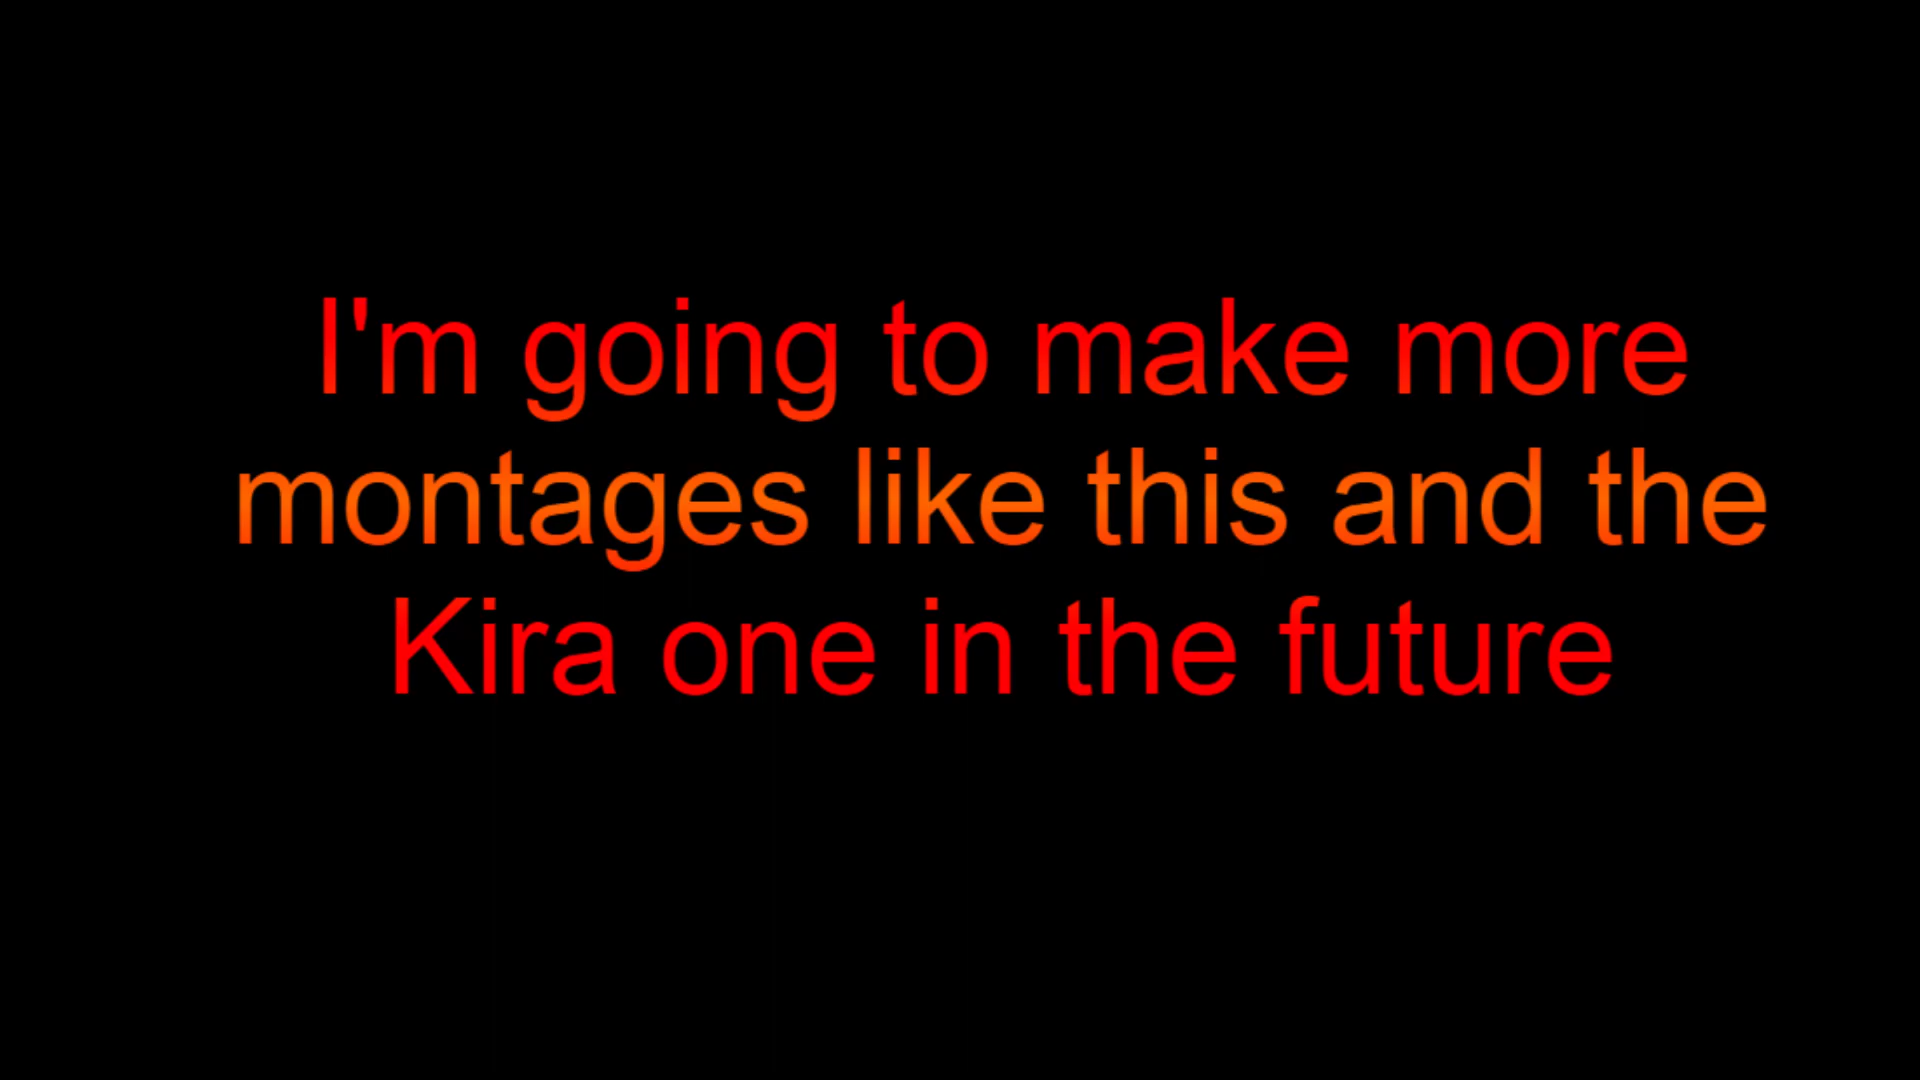 I'm going to make more
montages like this and the
Kira one in the future